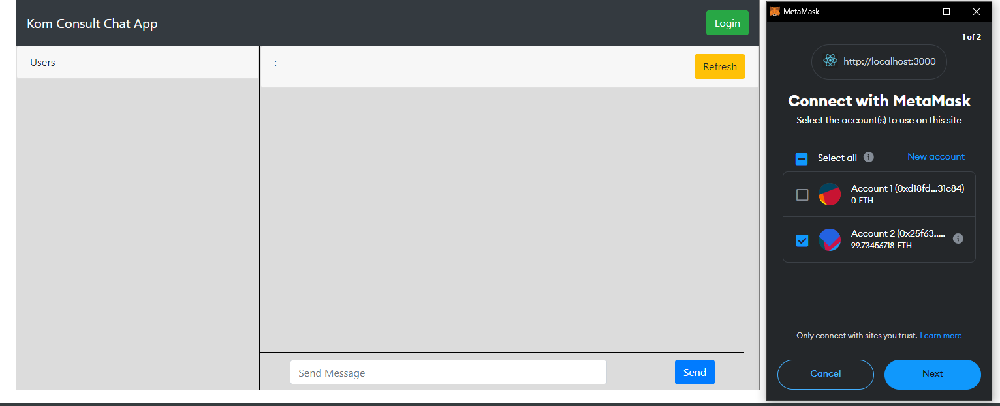 Kom Consult Chat App
Login
Users
:
Refresh
Send Message
Send
MetaMask
1 of 2
http://localhost:3000
Connect with MetaMask
Select the account(s) to use on this site
Select all
New account
Account 1 (0xd18fd...31c84)
0 ETH
Account 2 (0x25f63.....
99.73456718 ETH
Only connect with sites you trust. Learn more
Cancel
Next